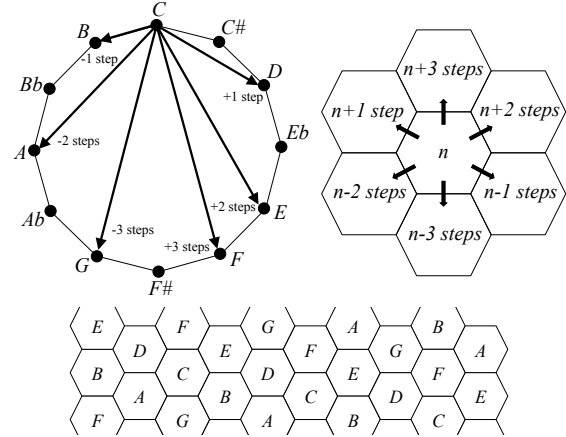 C
B
C#
-1 step
D
+1 step
Bb
Eb
A
-2 steps
Ab
+2 steps
E
-3 steps
+3 steps
G
F
F#
n+3 steps
n+1 step
n+2 steps
n
n-2 steps
n-1 steps
n-3 steps
E F G A B
D E F G A
B C D E F
A B C D E
F G A B C